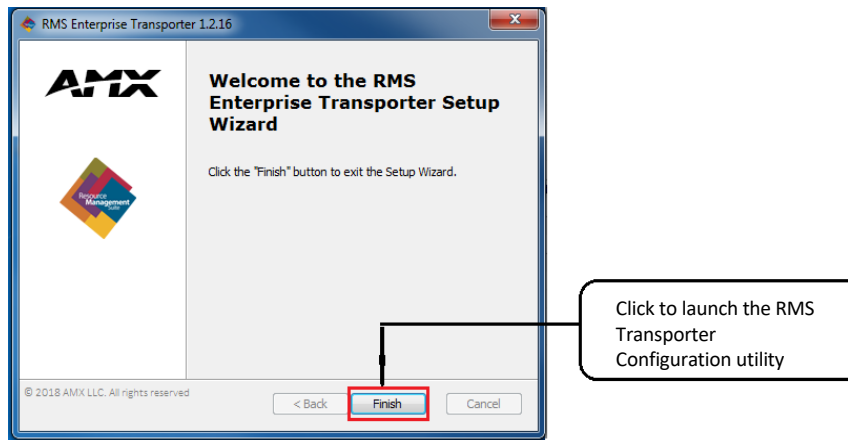 RMS Enterprise Transporter 1.2.16
AMX
Welcome to the RMS
Enterprise Transporter Setup
Wizard
Click the "Finish" button to exit the Setup Wizard.
Resource
Management
Suite
Click to launch the RMS
Transporter
Configuration utility
© 2018 AMX LLC. All rights reserved
< Back
Finish
Cancel